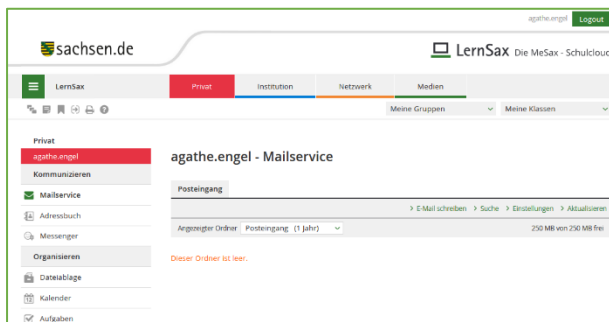 agathe.engel Logout
sachsen.de
LernSax Die MeSax - Schulcloud
LernSax Privat Institution Netzwerk Medien
Meine Gruppen Meine Klassen
Privat
agathe.engel
Kommunizieren
Mailservice
Adressbuch
Messenger
Organisieren
Dateiablage
Kalender
Aufgaben
agathe.engel - Mailservice
Posteingang
> E-Mail schreiben > Suche > Einstellungen > Aktualisieren
Angezeigter Ordner Posteingang (1 Jahr) 250 MB von 250 MB frei
Dieser Ordner ist leer.